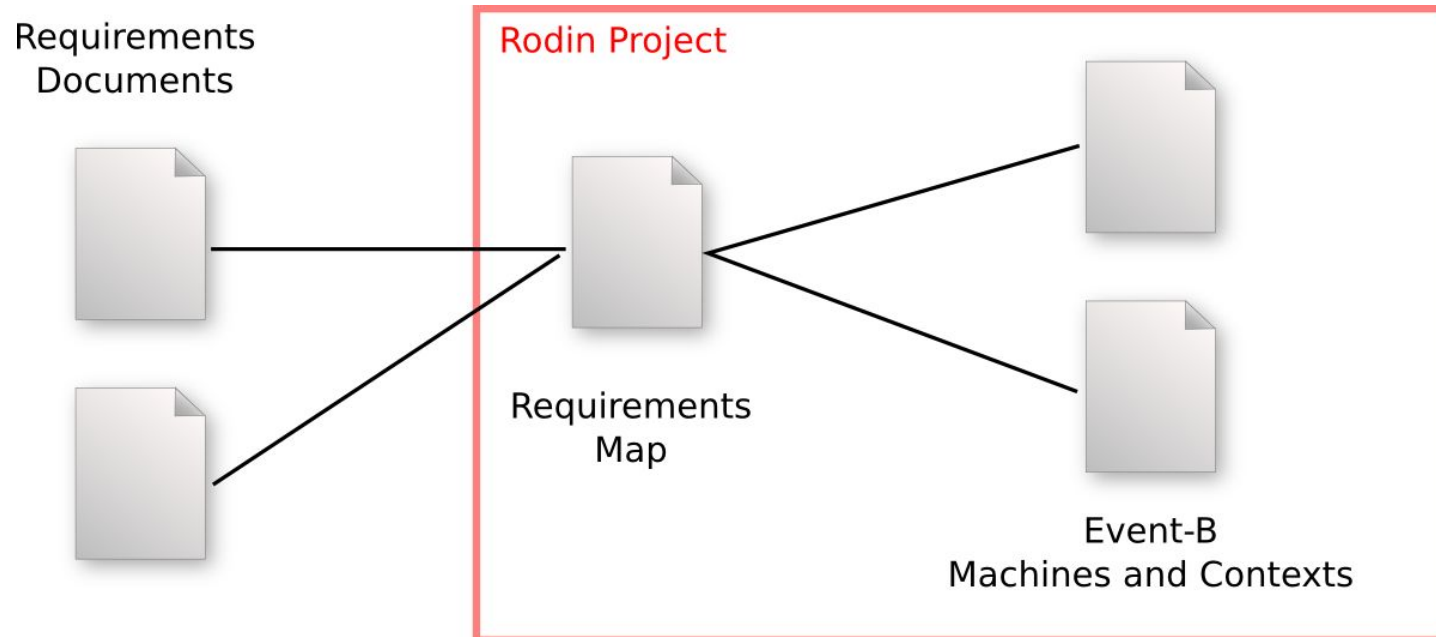 Requirements
Documents
Rodin Project
Requirements
Map
Event-B
Machines and Contexts